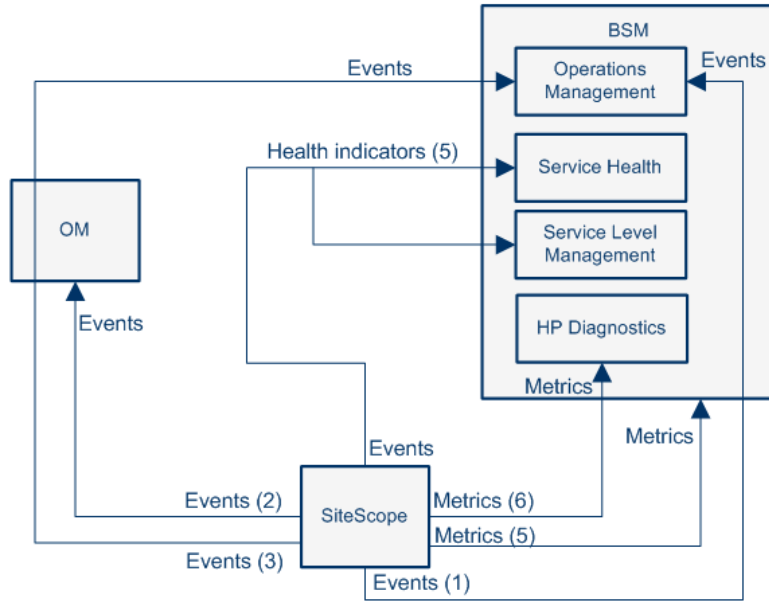 BSM
Events
Operations
Management
Events
Health indicators (5)
Service Health
OM
Service Level
Management
Events
HP Diagnostics
Metrics
Metrics
Events
Events (2)
SiteScope
Metrics (6)
Metrics (5)
Events (3)
Events (1)